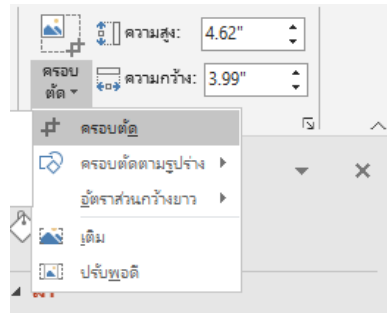 ความสูง: 4.62"
ครอบ
ตัด
ความกว้าง: 3.99"
ครอบตัด
ครอบตัดตามรูปร่าง
อัตราส่วนกว้างยาว
เติม
ปรับพอดี